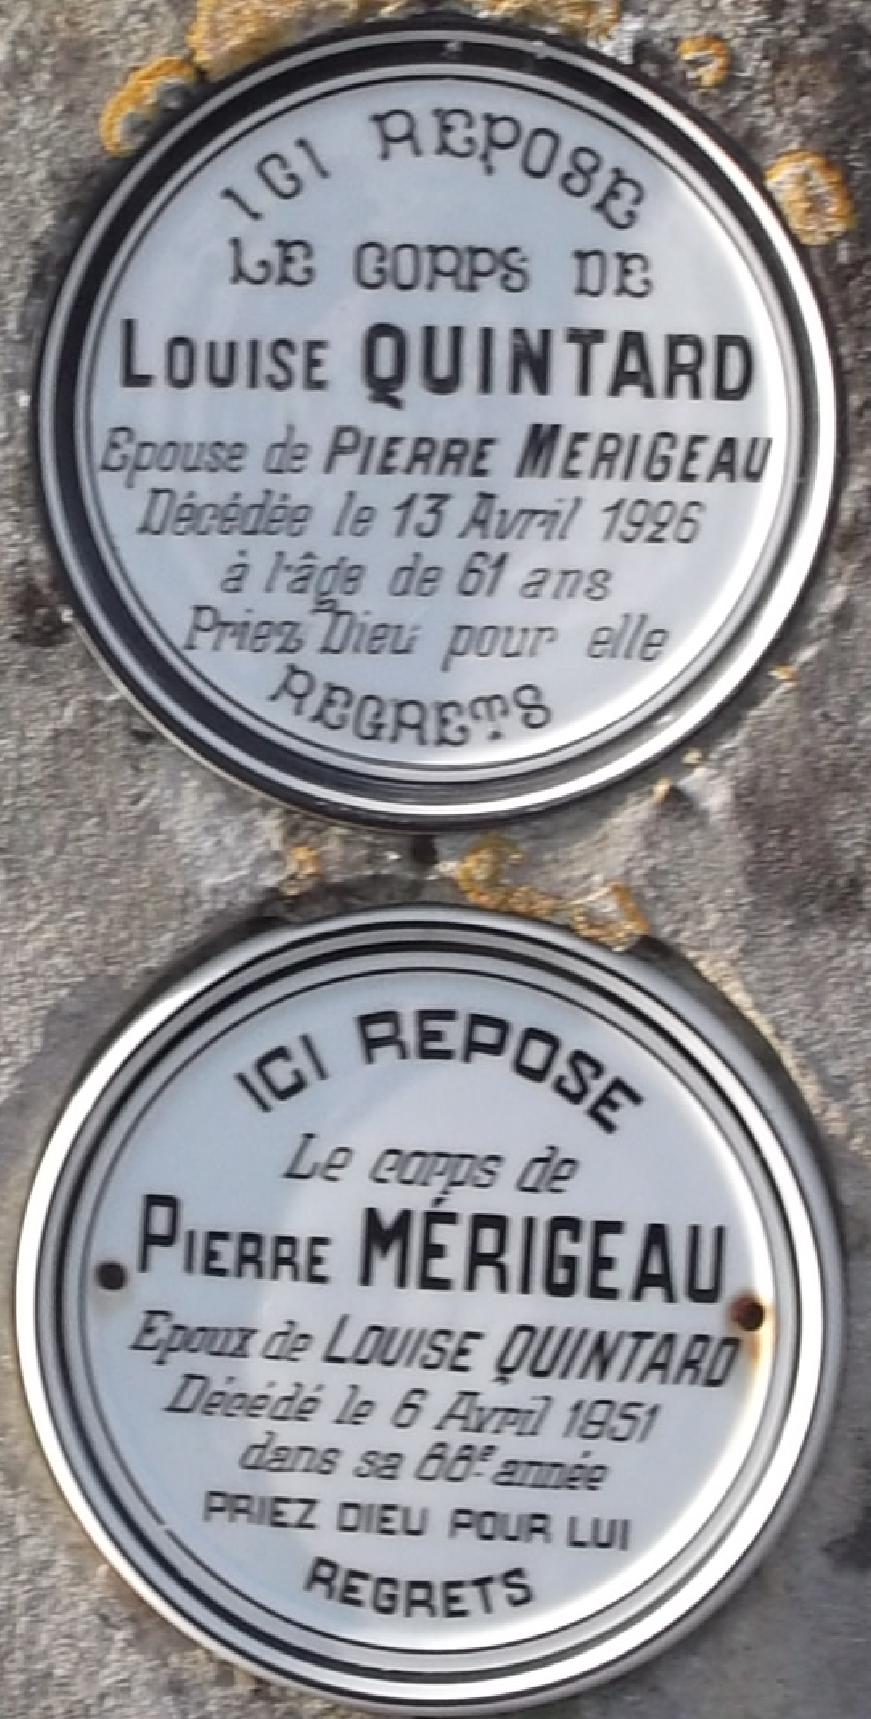 ICI REPOSE
LE CORPS DE
LOUISE QUINTARD
Epouse de PIERRE MERIGEAU
Décédée le 13 Avril 1926
à l'âge de 61 ans
Priez Dieu pour elle
REGRETS
ICI REPOSE
Le corps de
PIERRE MÉRIGEAU
Epoux de LOUISE QUINTARD
Décédé le 6 Avril 1951
dans sa année
PRIEZ DIEU POUR LUI
REGRETS